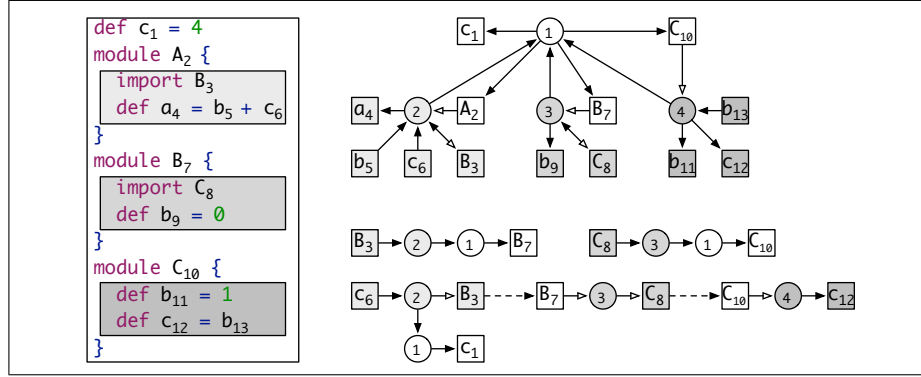 def c₁ = 4
module A₂ {
import B₃
def a₄ = b₅ + c₆
}
module B₇ {
import C₈
def b₉ = 0
}
module C₁₀ {
def b₁₁ = 1
def c₁₂ = b₁₃
}
c₁ 1 C₁₀
a₄ 2 A₂ 3 B₇ 4 b₁₃
b₅ c₆ B₃ b₉ C₈ b₁₁ c₁₂
B₃ 2 1 B₇ C₈ 3 1 C₁₀
c₆ 2 B₃ B₇ 3 C₈ C₁₀ 4 c₁₂
1 c₁